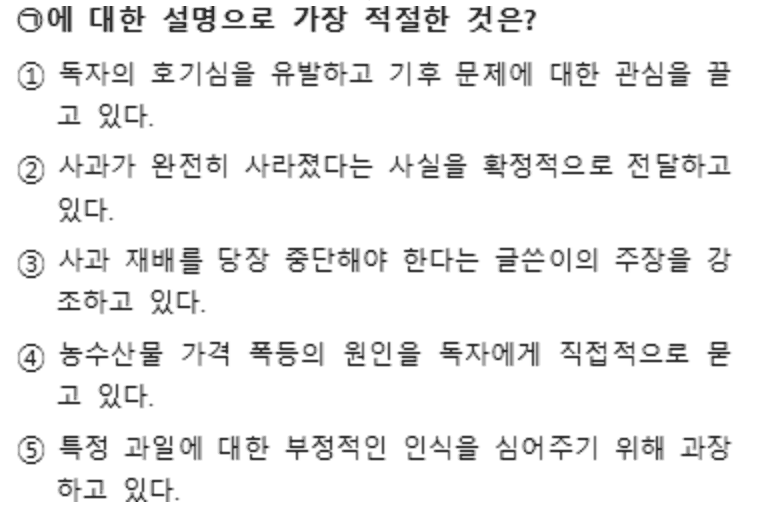 ㉠에 대한 설명으로 가장 적절한 것은?
① 독자의 호기심을 유발하고 기후 문제에 대한 관심을 끌
고 있다.
② 사과가 완전히 사라졌다는 사실을 확정적으로 전달하고
있다.
③ 사과 재배를 당장 중단해야 한다는 글쓴이의 주장을 강
조하고 있다.
④ 농수산물 가격 폭등의 원인을 독자에게 직접적으로 묻
고 있다.
⑤ 특정 과일에 대한 부정적인 인식을 심어주기 위해 과장
하고 있다.